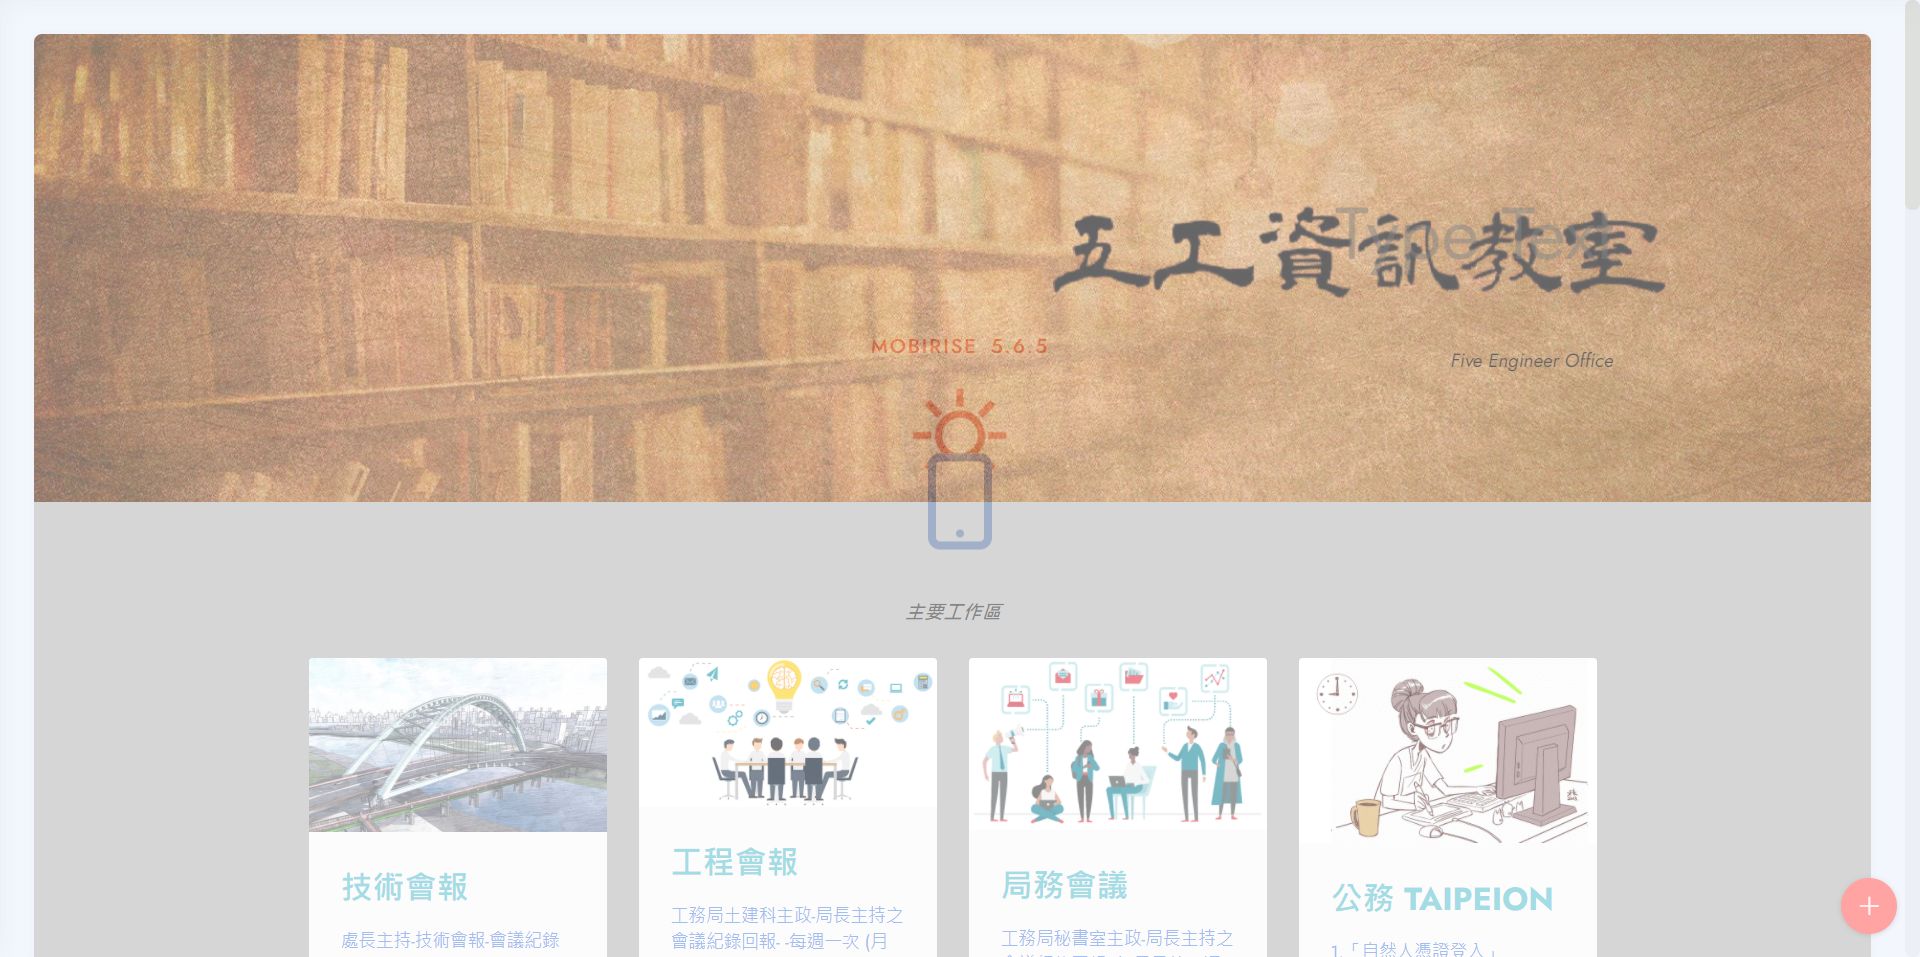 五工資訊教室
Type Text
MOBIRISE 5.6.5
Five Engineer Office
主要工作區
技術會報
處長主持-技術會報-會議紀錄
工程會報
工務局土建科主政-局長主持之
會議紀錄回報- -每週一次 (月
局務會議
工務局秘書室主政-局長主持之
公務 TAIPEION
1.「自然人憑證登入」